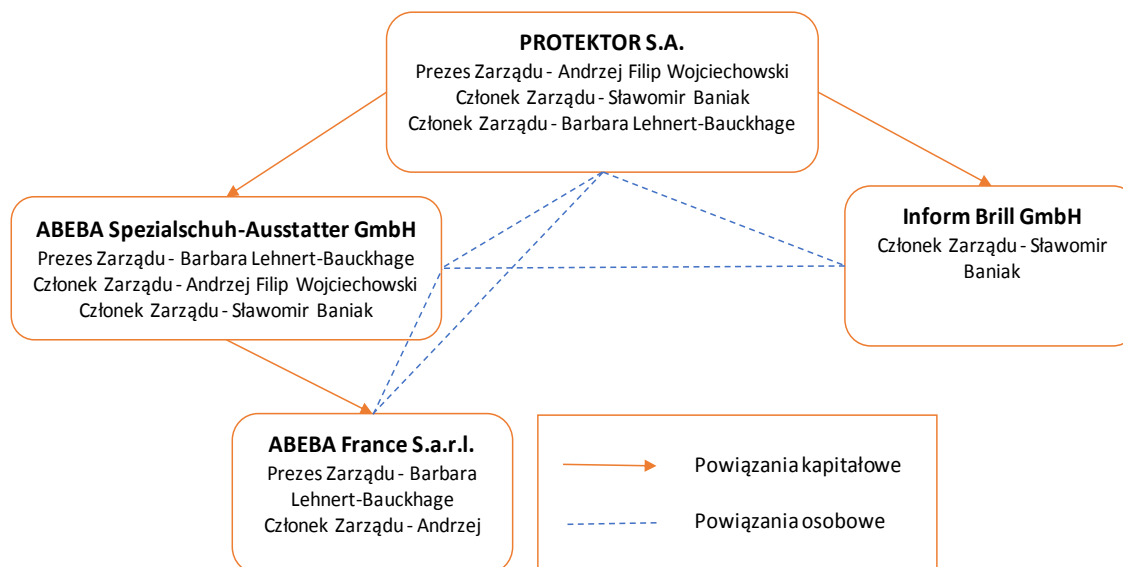 PROTEKTOR S.A.
Prezes Zarządu - Andrzej Filip Wojciechowski
Członek Zarządu - Sławomir Baniak
Członek Zarządu - Barbara Lehnert-Bauckhage
ABEBA Spezialschuh-Ausstatter GmbH
Prezes Zarządu - Barbara Lehnert-Bauckhage
Członek Zarządu - Andrzej Filip Wojciechowski
Członek Zarządu - Sławomir Baniak
Inform Brill GmbH
Członek Zarządu - Sławomir
Baniak
ABEBA France S.a.r.l.
Prezes Zarządu - Barbara
Lehnert-Bauckhage
Członek Zarządu - Andrzej
Powiązania kapitałowe
Powiązania osobowe